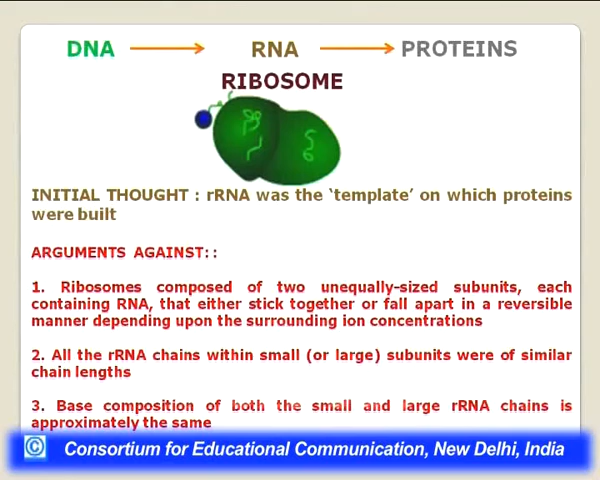 DNA → RNA → PROTEINS
RIBOSOME
INITIAL THOUGHT : rRNA was the ‘template’ on which proteins
were built
ARGUMENTS AGAINST: :
1. Ribosomes composed of two unequally-sized subunits, each
containing RNA, that either stick together or fall apart in a reversible
manner depending upon the surrounding ion concentrations
2. All the rRNA chains within small (or large) subunits were of similar
chain lengths
3. Base composition of both the small and large rRNA chains is
approximately the same
© Consortium for Educational Communication, New Delhi, India